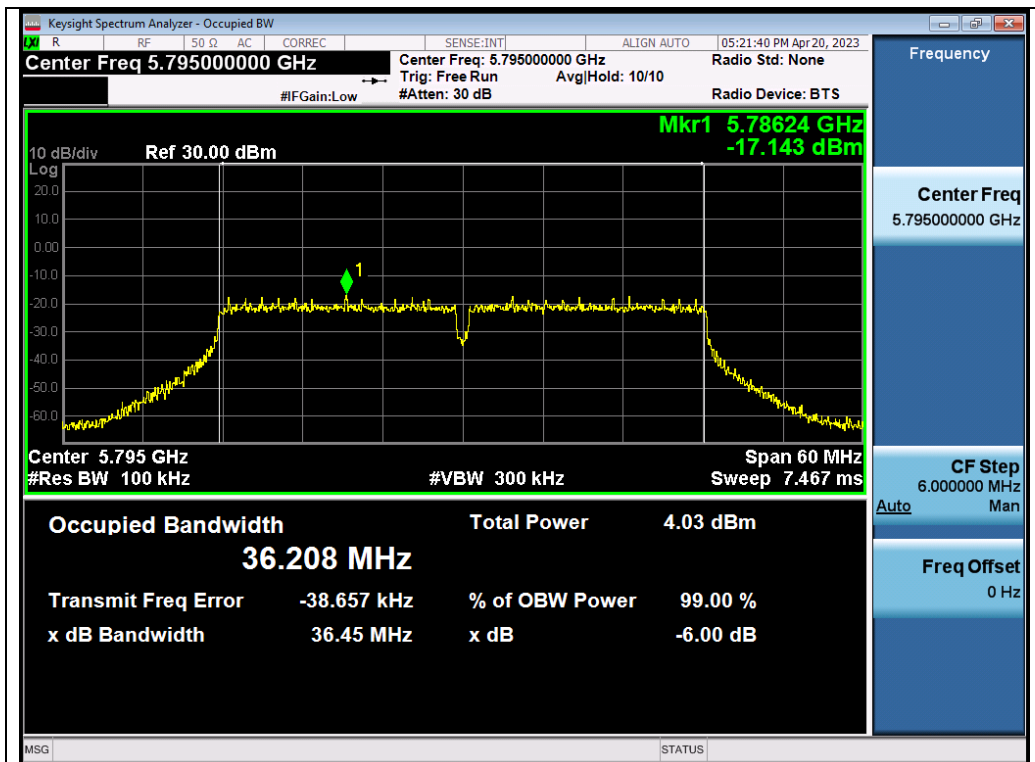 Keysight Spectrum Analyzer - Occupied BW
LXI R RF 50 Ω AC CORREC SENSE:INT ALIGN AUTO 05:21:40 PM Apr 20, 2023
Center Freq 5.795000000 GHz
Center Freq: 5.795000000 GHz
Radio Std: None
Trig: Free Run Avg|Hold: 10/10
#IFGain:Low #Atten: 30 dB
Radio Device: BTS
Mkr1 5.78624 GHz
-17.143 dBm
10 dB/div Ref 30.00 dBm
Log
20.0
10.0
0.00
-10.0
1
-20.0
-30.0
-40.0
-50.0
-60.0
Center 5.795 GHz Span 60 MHz
#Res BW 100 kHz #VBW 300 kHz Sweep 7.467 ms
Occupied Bandwidth Total Power 4.03 dBm
36.208 MHz
Transmit Freq Error -38.657 kHz % of OBW Power 99.00 %
x dB Bandwidth 36.45 MHz x dB -6.00 dB
Frequency
Center Freq
5.795000000 GHz
CF Step
6.000000 MHz
Auto Man
Freq Offset
0 Hz
MSG STATUS